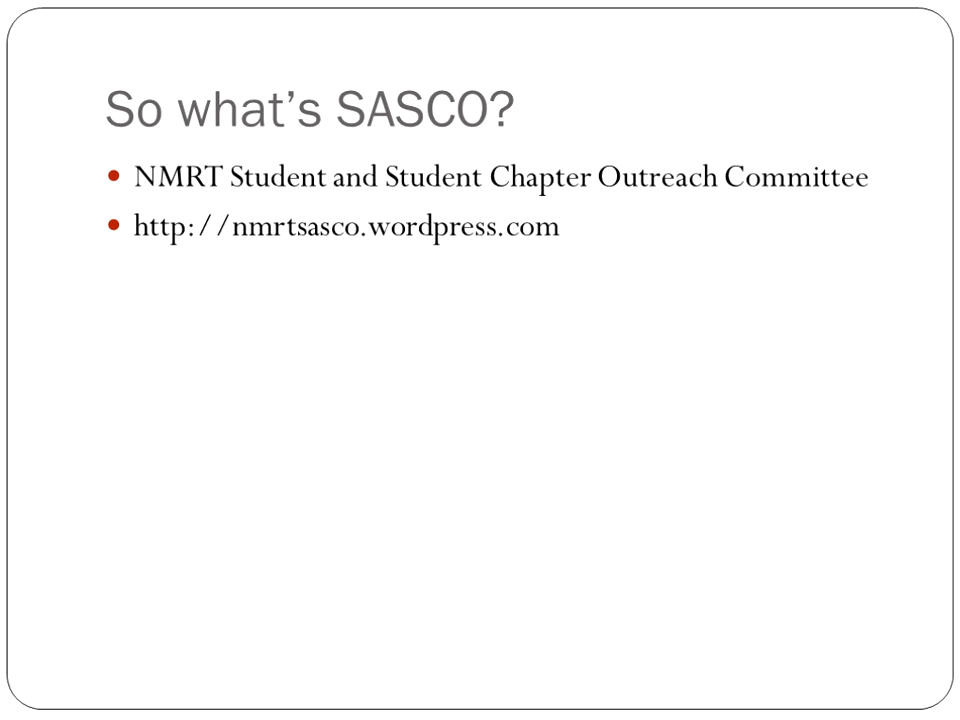 So what’s SASCO?
NMRT Student and Student Chapter Outreach Committee
http://nmrtsasco.wordpress.com